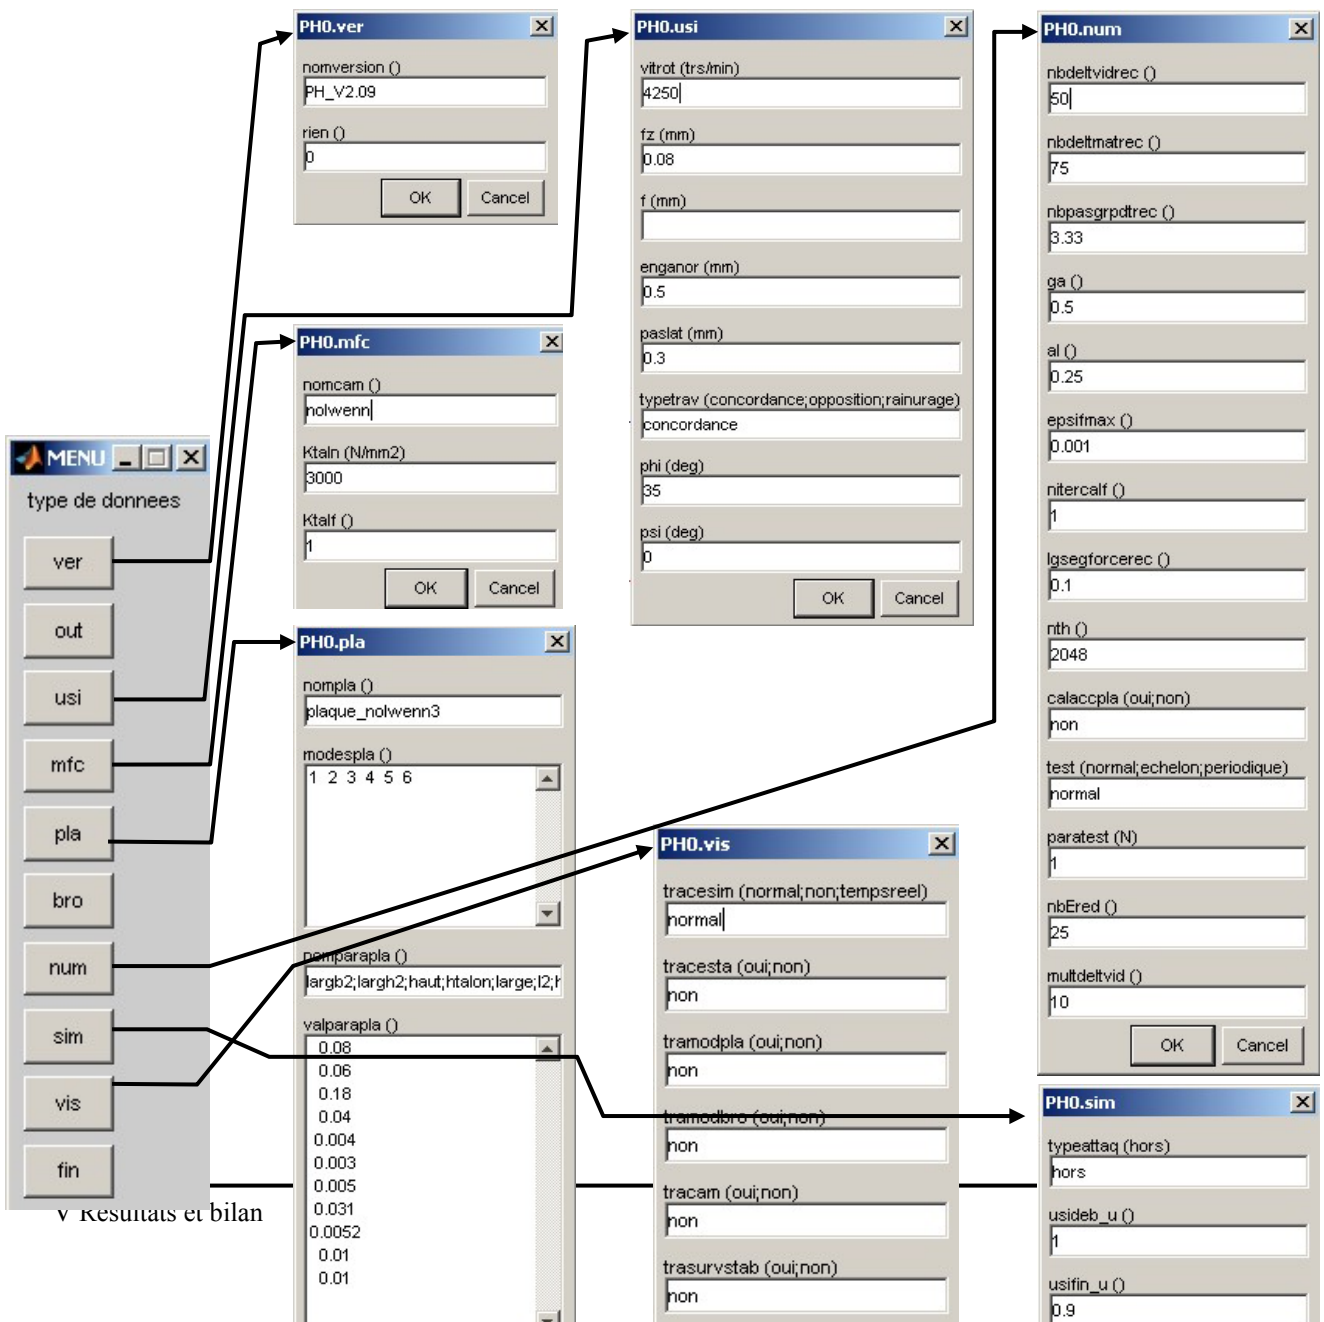 MENU
type de donnees
ver
out
usi
mfc
pla
bro
num
sim
vis
fin
V Resultats et bilan
PH0.ver
nomversion ()
PH_V2.09
rien ()
0
OK Cancel
PH0.mfc
nomcam ()
nolwenn
Ktaln (N/mm2)
3000
Ktalf ()
1
OK Cancel
PH0.pla
nompla ()
plaque_nolwenn3
modespla ()
1 2 3 4 5 6
nomparapla ()
largb2;largh2;haut;htalon;large;l2;h
valparapla ()
0.08
0.06
0.18
0.04
0.004
0.003
0.005
0.031
0.0052
0.01
0.01
PH0.usi
vitrot (trs/min)
4250
fz (mm)
0.08
f (mm)
enganor (mm)
0.5
paslat (mm)
0.3
typetrav (concordance;opposition;rainurage)
concordance
phi (deg)
35
psi (deg)
0
OK Cancel
PH0.vis
tracesim (normal;non;tempsreel)
normal
tracesta (oui;non)
non
tramodpla (oui;non)
non
tramodbro (oui;non)
non
tracam (oui;non)
non
trasurvstab (oui;non)
non
PH0.num
nbdeltvidrec ()
50
nbdeltmatrec ()
75
nbpasgrpdtrec ()
3.33
ga ()
0.5
al ()
0.25
epsifmax ()
0.001
nitercalf ()
1
lgsegforcerec ()
0.1
nth ()
2048
calaccpla (oui;non)
non
test (normal;echelon;periodique)
normal
paratest (N)
1
nbEred ()
25
multdeltvid ()
10
OK Cancel
PH0.sim
typeattaq (hors)
hors
usideb_u ()
1
usifin_u ()
0.9